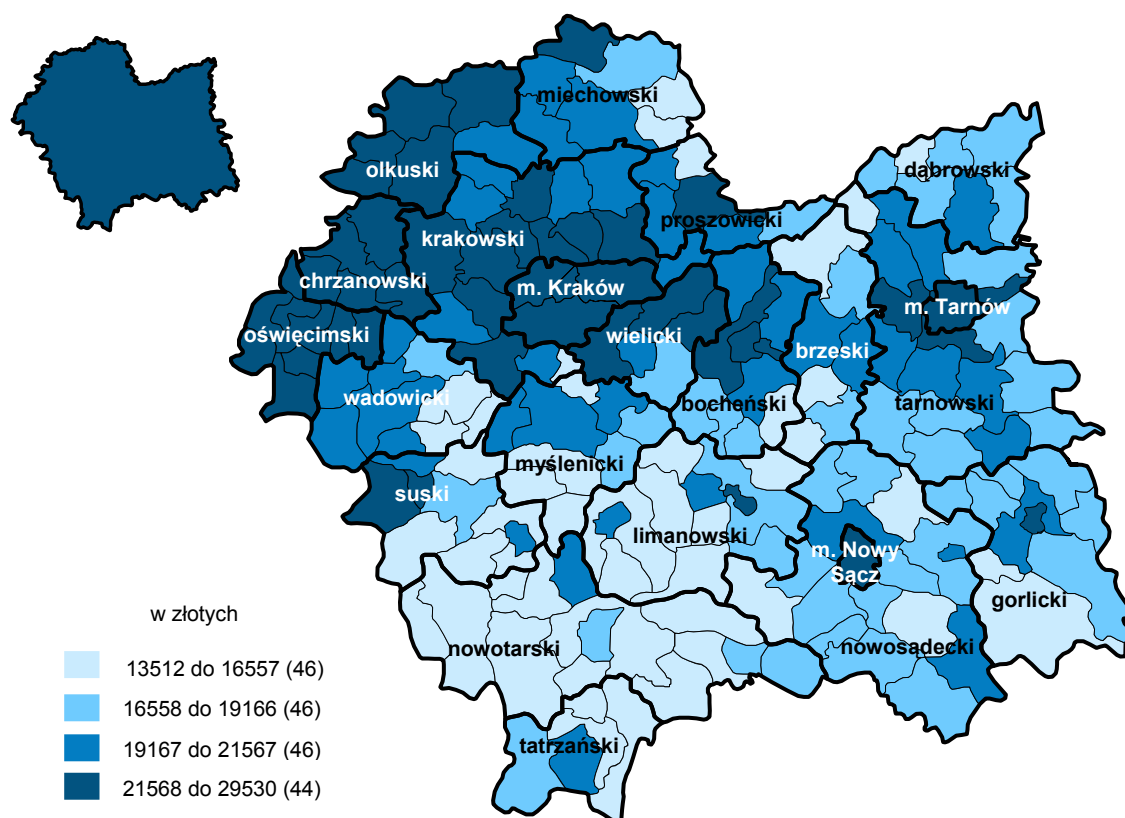 miechowski
dąbrowski
olkuski
proszowicki
krakowski
chrzanowski
m. Kraków
m. Tarnów
oświęcimski
wielicki
brzeski
wadowicki
bocheński
tarnowski
myślenicki
suski
limanowski
m. Nowy
Sącz
gorlicki
nowotarski
nowosądecki
tatrzański
w złotych
13512 do 16557 (46)
16558 do 19166 (46)
19167 do 21567 (46)
21568 do 29530 (44)